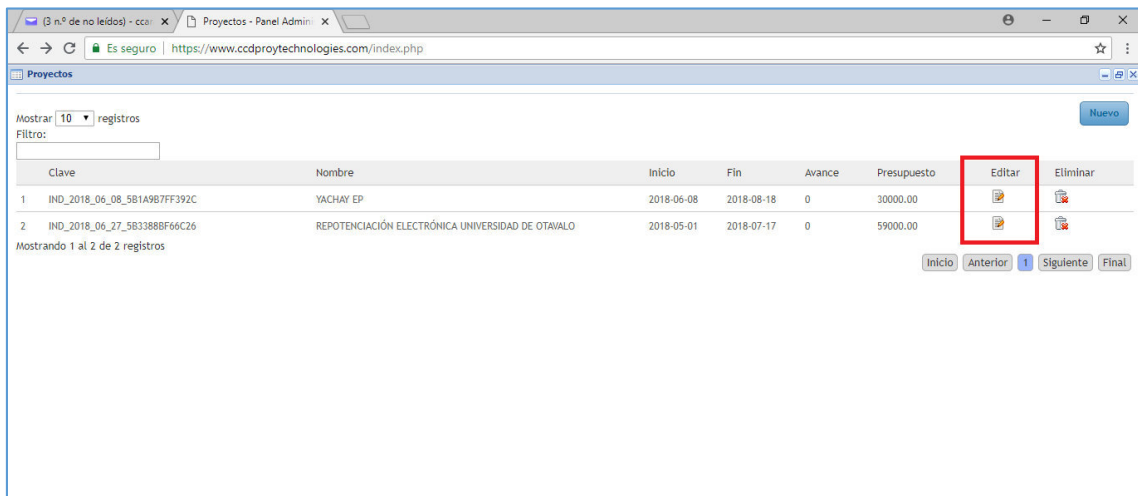 (3 n.º de no leídos) - ccar Proyectos - Panel Admini
Es seguro https://www.ccdproytechnologies.com/index.php
Proyectos
Mostrar 10 registros Nuevo
Filtro:
Clave Nombre Inicio Fin Avance Presupuesto Editar Eliminar
1 IND_2018_06_08_5B1A9B7FF392C YACHAY EP 2018-06-08 2018-08-18 0 30000.00
2 IND_2018_06_27_5B3388BF66C26 REPOTENCIACIÓN ELECTRÓNICA UNIVERSIDAD DE OTAVALO 2018-05-01 2018-07-17 0 59000.00
Mostrando 1 al 2 de 2 registros
Inicio Anterior 1 Siguiente Final